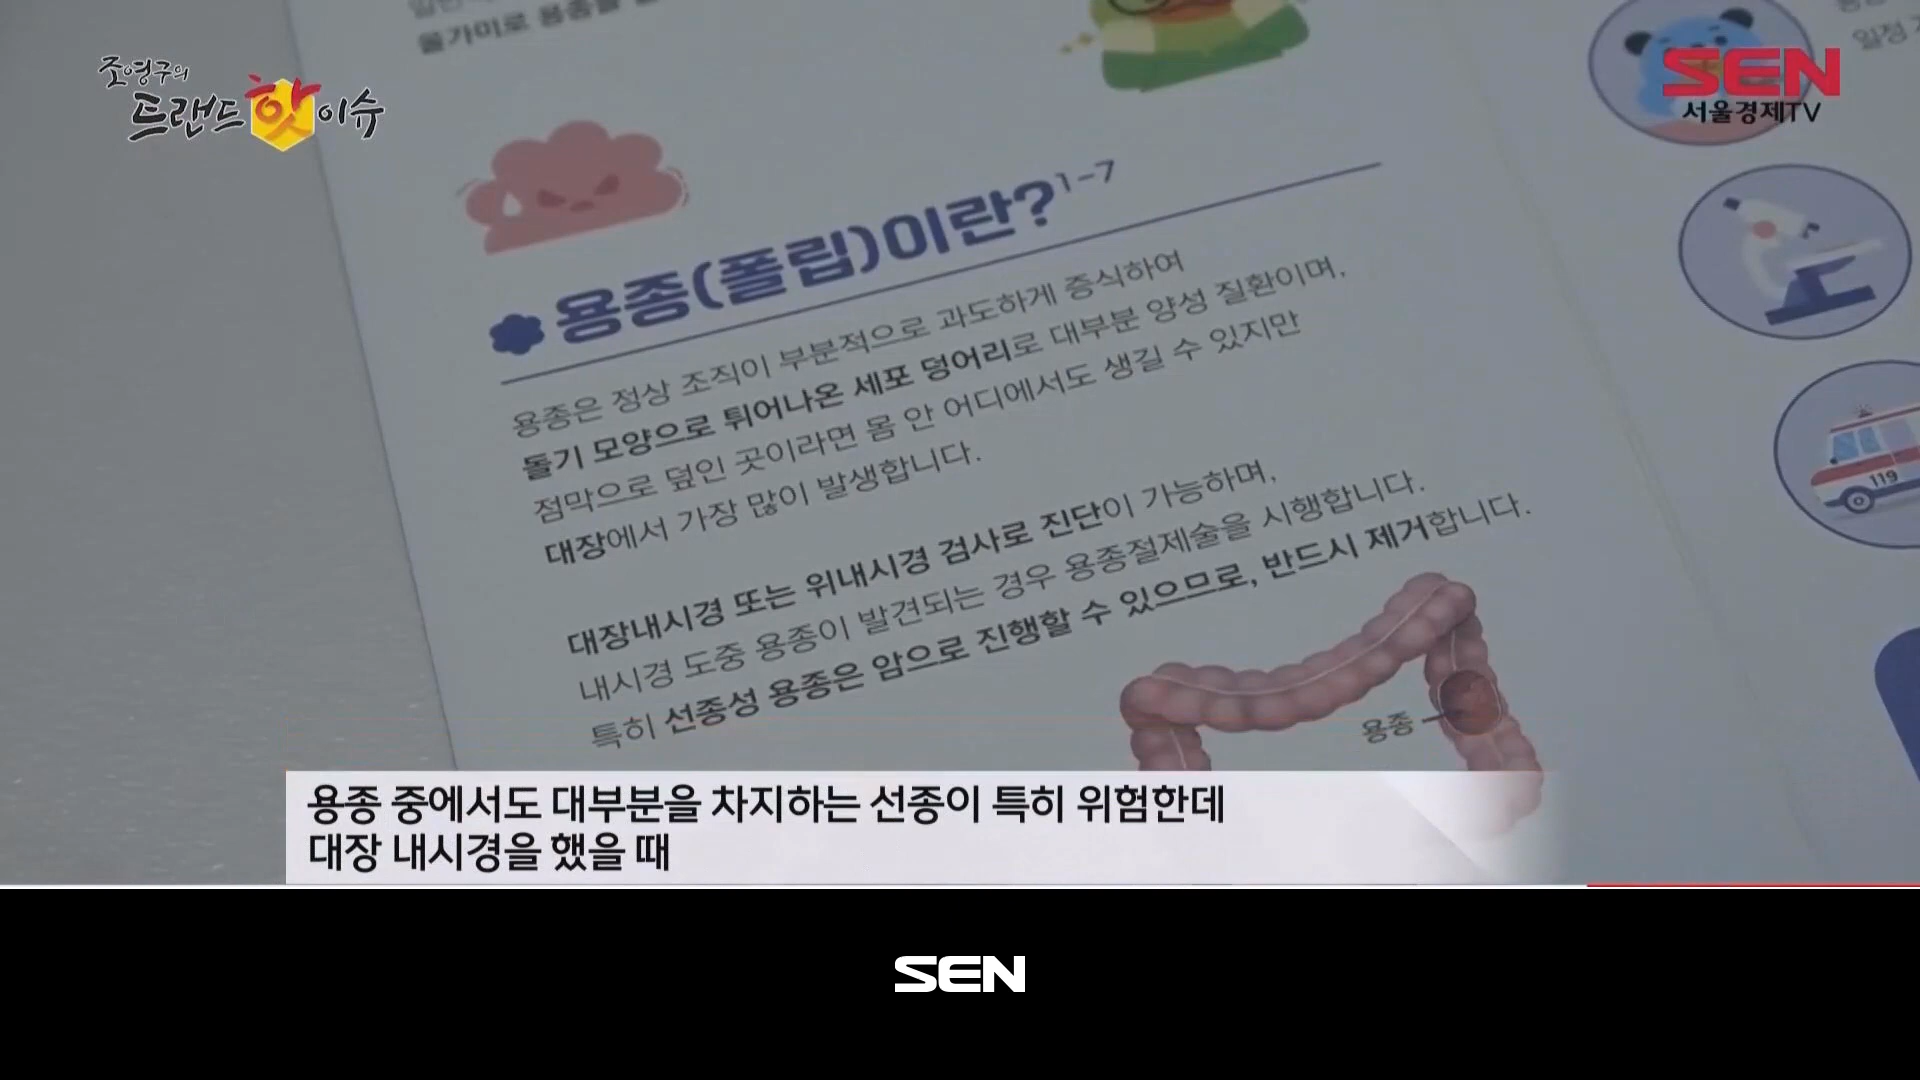 조영구의
트랜드 핫이슈
SEN
서울경제TV
올가미로 용종을
일정
용종(폴립)이란?1-7
용종은 정상 조직이 부분적으로 과도하게 증식하여
돌기 모양으로 튀어나온 세포 덩어리로 대부분 양성 질환이며,
점막으로 덮인 곳이라면 몸 안 어디에서도 생길 수 있지만
대장에서 가장 많이 발생합니다.
대장내시경 또는 위내시경 검사로 진단이 가능하며,
내시경 도중 용종이 발견되는 경우 용종절제술을 시행합니다.
특히 선종성 용종은 암으로 진행할 수 있으므로, 반드시 제거합니다.
용종
119
용종 중에서도 대부분을 차지하는 선종이 특히 위험한데
대장 내시경을 했을 때
SEN